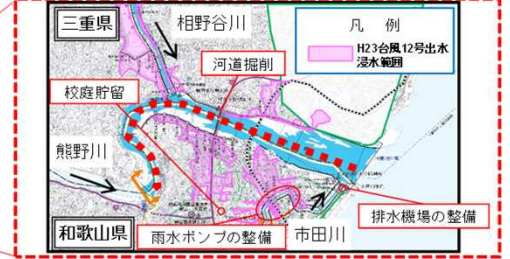 三重県
相野谷川
凡 例
H23台風12号出水
浸水範囲
河道掘削
校庭貯留
熊野川
排水機場の整備
和歌山県
雨水ポンプの整備
市田川